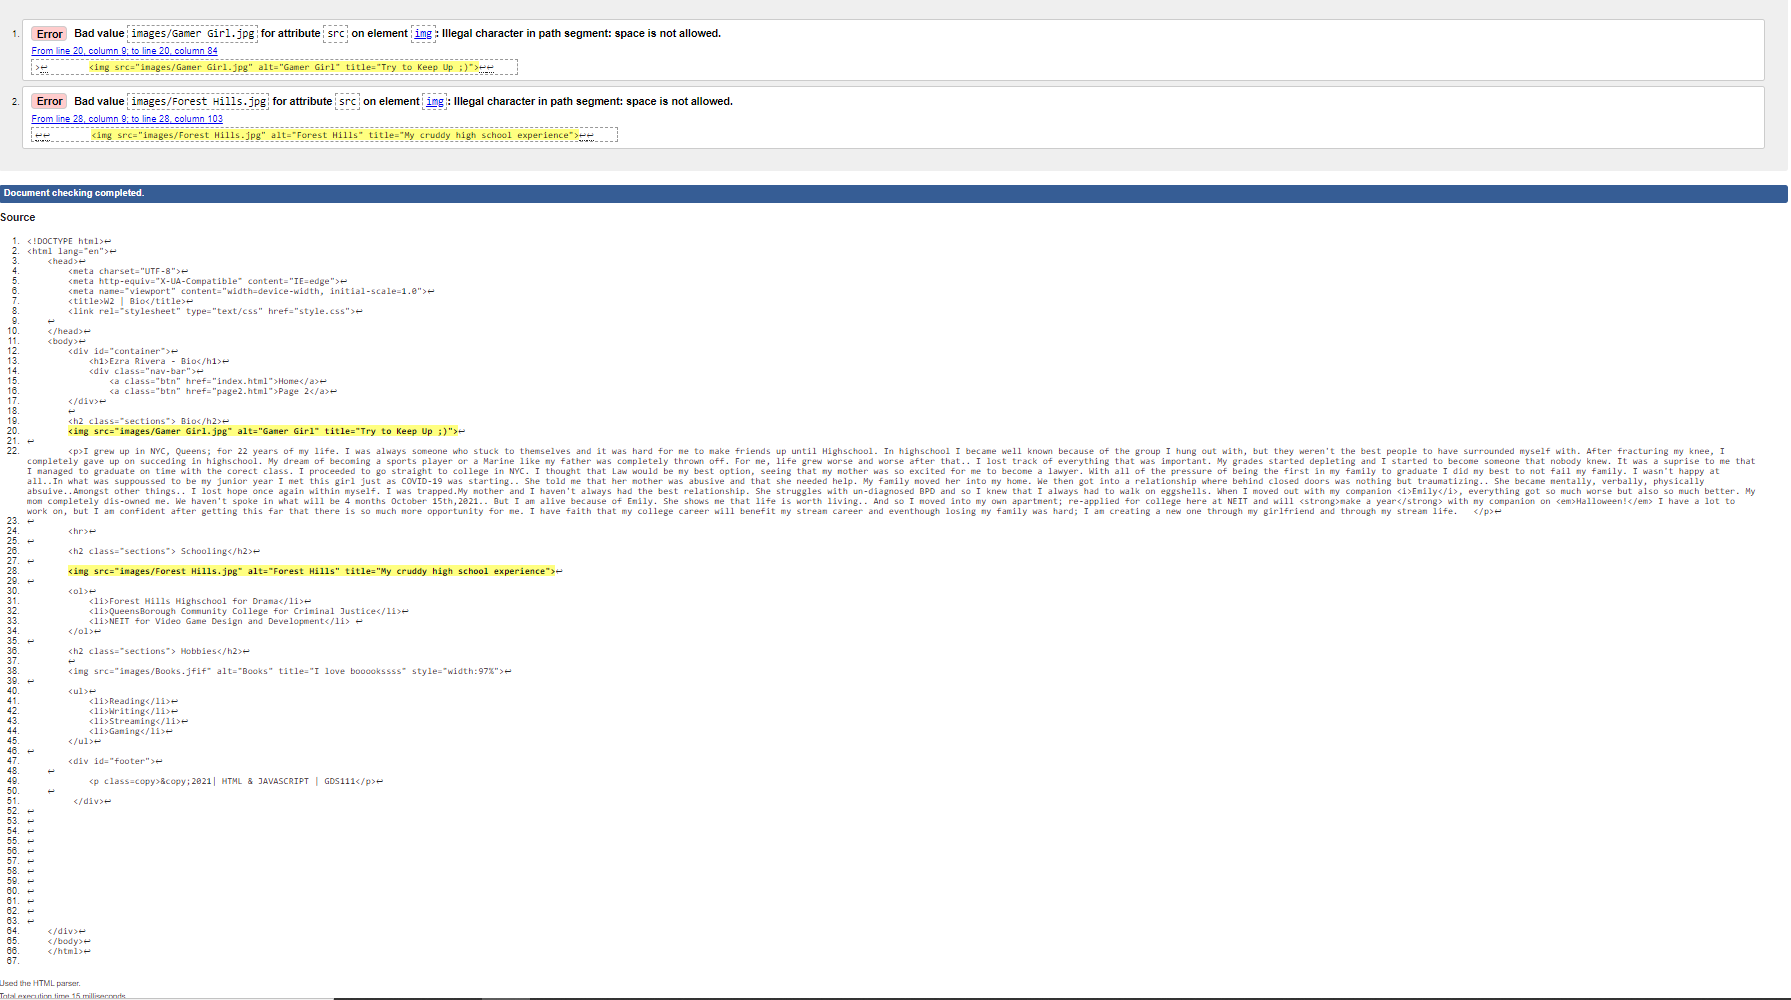 1. Error Bad value images/Gamer Girl.jpg for attribute src on element img: Illegal character in path segment: space is not allowed.
From line 20, column 9; to line 20, column 84
>↩        <img src="images/Gamer Girl.jpg" alt="Gamer Girl" title="Try to Keep Up ;)">↩↩
2. Error Bad value images/Forest Hills.jpg for attribute src on element img: Illegal character in path segment: space is not allowed.
From line 28, column 9; to line 28, column 103
↩↩        <img src="images/Forest Hills.jpg" alt="Forest Hills" title="My cruddy high school experience">↩↩
Document checking completed.
Source
1. <!DOCTYPE html>↩
2. <html lang="en">↩
3.     <head>↩
4.         <meta charset="UTF-8">↩
5.         <meta http-equiv="X-UA-Compatible" content="IE=edge">↩
6.         <meta name="viewport" content="width=device-width, initial-scale=1.0">↩
7.         <title>W2 | Bio</title>↩
8.         <link rel="stylesheet" type="text/css" href="style.css">↩
9.     ↩
10.     </head>↩
11.     <body>↩
12.         <div id="container">↩
13.             <h1>Ezra Rivera - Bio</h1>↩
14.             <div class="nav-bar">↩
15.                 <a class="btn" href="index.html">Home</a>↩
16.                 <a class="btn" href="page2.html">Page 2</a>↩
17.         </div>↩
18.         ↩
19.         <h2 class="sections"> Bio</h2>↩
20.         <img src="images/Gamer Girl.jpg" alt="Gamer Girl" title="Try to Keep Up ;)">↩
21. ↩
22.         <p>I grew up in NYC, Queens; for 22 years of my life. I was always someone who stuck to themselves and it was hard for me to make friends up until Highschool. In highschool I became well known because of the group I hung out with, but they weren't the best people to have surrounded myself with. After fracturing my knee, I
completely gave up on succeding in highschool. My dream of becoming a sports player or a Marine like my father was completely thrown off. For me, life grew worse and worse after that.. I lost track of everything that was important. My grades started depleting and I started to become someone that nobody knew. It was a suprise to me that
I managed to graduate on time with the corect class. I proceeded to go straight to college in NYC. I thought that Law would be my best option, seeing that my mother was so excited for me to become a lawyer. With all of the pressure of being the first in my family to graduate I did my best to not fail my family. I wasn't happy at
all..In what was suppoused to be my junior year I met this girl just as COVID-19 was starting.. She told me that her mother was abusive and that she needed help. My family moved her into my home. We then got into a relationship where behind closed doors was nothing but traumatizing.. She became mentally, verbally, physically
absuive..Amongst other things.. I lost hope once again within myself. I was trapped.My mother and I haven't always had the best relationship. She struggles with un-diagnosed BPD and so I knew that I always had to walk on eggshells. When I moved out with my companion <i>Emily</i>, everything got so much worse but also so much better. My
mom completely dis-owned me. We haven't spoke in what will be 4 months October 15th,2021.. But I am alive because of Emily. She shows me that life is worth living.. And so I moved into my own apartment; re-applied for college here at NEIT and will <strong>make a year</strong> with my companion on <em>Halloween!</em> I have a lot to
work on, but I am confident after getting this far that there is so much more opportunity for me. I have faith that my college career will benefit my stream career and eventhough losing my family was hard; I am creating a new one through my girlfriend and through my stream life.   </p>↩
23. ↩
24.         <hr>↩
25. ↩
26.         <h2 class="sections"> Schooling</h2>↩
27. ↩
28.         <img src="images/Forest Hills.jpg" alt="Forest Hills" title="My cruddy high school experience">↩
29. ↩
30.         <ol>↩
31.             <li>Forest Hills Highschool for Drama</li>↩
32.             <li>QueensBorough Community College for Criminal Justice</li>↩
33.             <li>NEIT for Video Game Design and Development</li> ↩
34.         </ol>↩
35. ↩
36.         <h2 class="sections"> Hobbies</h2>↩
37.         ↩
38.         <img src="images/Books.jfif" alt="Books" title="I love booookssss" style="width:97%">↩
39. ↩
40.         <ul>↩
41.             <li>Reading</li>↩
42.             <li>Writing</li>↩
43.             <li>Streaming</li>↩
44.             <li>Gaming</li>↩
45.         </ul>↩
46. ↩
47.         <div id="footer">↩
48.     ↩
49.             <p class=copy>&copy;2021| HTML & JAVASCRIPT | GDS111</p>↩
50.     ↩
51.          </div>↩
52. ↩
53. ↩
54. ↩
55. ↩
56. ↩
57. ↩
58. ↩
59. ↩
60. ↩
61. ↩
62. ↩
63. ↩
64.     </div>↩
65.     </body>↩
66.     </html>↩
67.
Used the HTML parser.
Total execution time 15 milliseconds.